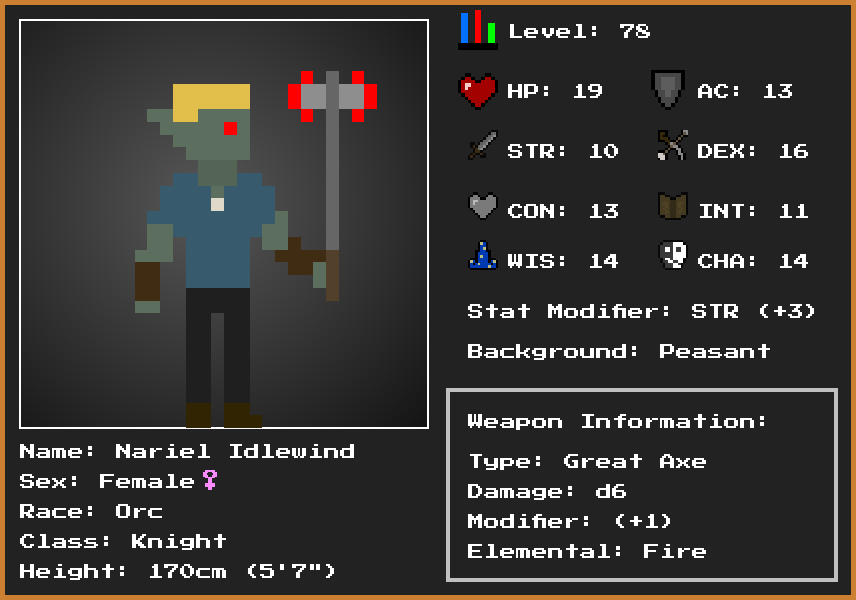 Level: 78
HP: 19 AC: 13
STR: 10 DEX: 16
CON: 13 INT: 11
WIS: 14 CHA: 14
Stat Modifier: STR (+3)
Background: Peasant
Weapon Information:
Type: Great Axe
Damage: d6
Modifier: (+1)
Elemental: Fire
Name: Nariel Idlewind
Sex: Female♀
Race: Orc
Class: Knight
Height: 170cm (5'7")